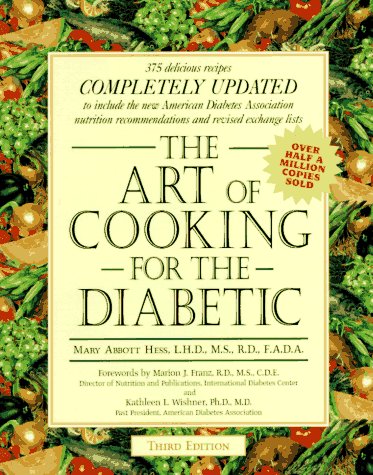 375 delicious recipes
COMPLETELY UPDATED
to include the new American Diabetes Association
nutrition recommendations and revised exchange lists
OVER
HALF A
MILLION
COPIES
SOLD
THE
ART OF
COOKING
FOR THE
DIABETIC
MARY ABBOTT HESS, L.H.D., M.S., R.D., F.A.D.A.
Forewords by Marion J. Franz, R.D., M.S., C.D.E.
Director of Nutrition and Publications, International Diabetes Center
and
Kathleen L. Wishner, Ph.D., M.D.
Past President, American Diabetes Association
THIRD EDITION